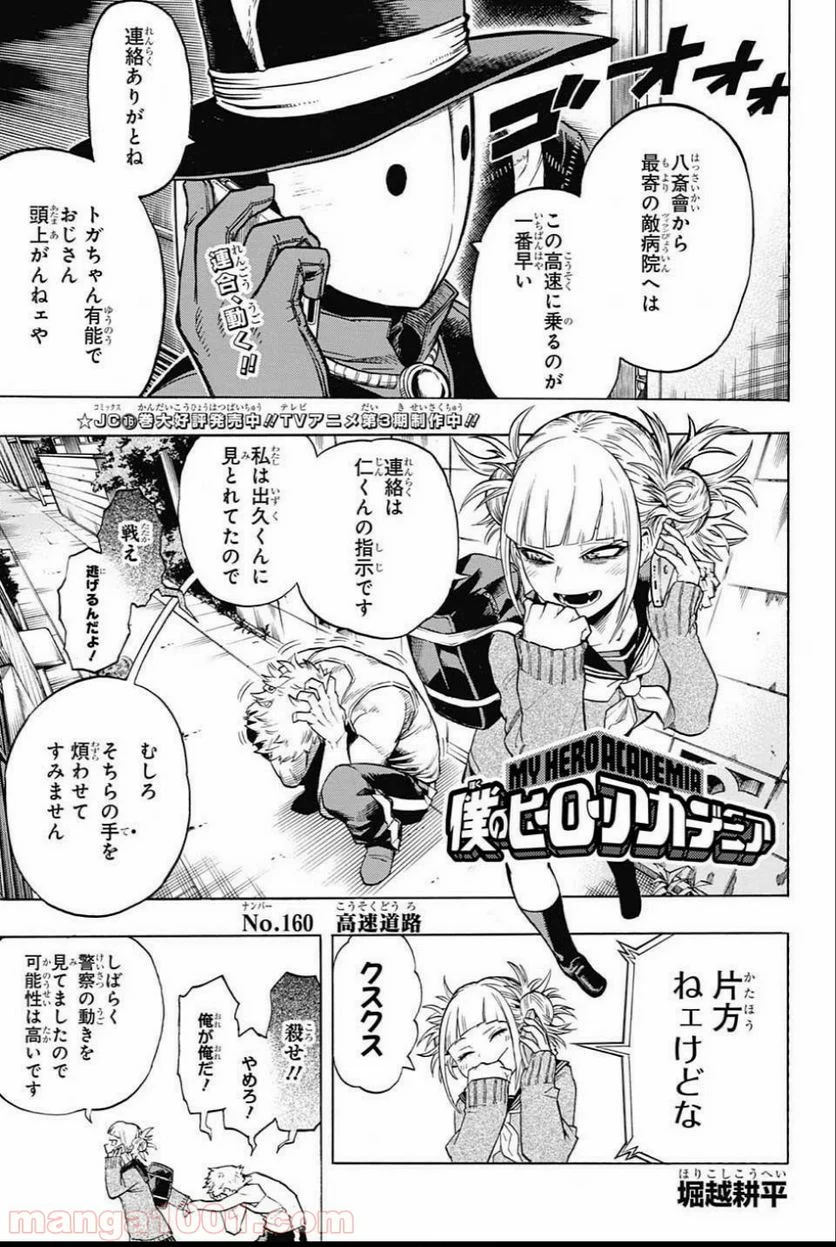 八斎會から
最寄の敵病院へは
この高速に乗るのが
一番早い
ゴオオオ
連絡ありがとね
トガちゃん有能で
おじさん
頭上がんねェや
連合、動く!!
☆JC⑰巻大好評発売中!!TVアニメ第3期制作中!!
連絡は
仁くんの指示です
私は出久くんに
見とれてたので
戦え
逃げるんだよ!
むしろ
そちらの手を
煩わせて
すみません
MY HERO ACADEMIA
僕のヒーローアカデミア
No.160 高速道路
片方
ねェけどな
クスクス
殺せ!!
やめろ!
俺が俺だ!
しばらく
警察の動きを
見てましたので
可能性は高いです
堀越耕平
manga1001.com